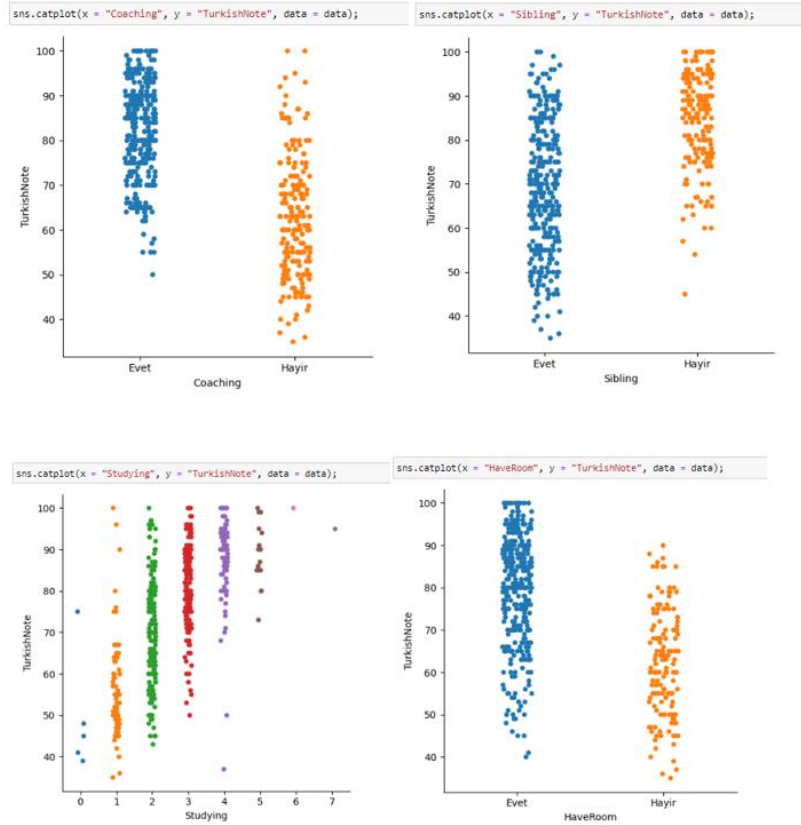 sns.catplot(x = "Coaching", y = "TurkishNote", data = data);
100
90
80
70
60
50
40
TurkishNote
Evet
Hayir
Coaching
sns.catplot(x = "Sibling", y = "TurkishNote", data = data);
100
90
80
70
60
50
40
TurkishNote
Evet
Hayir
Sibling
sns.catplot(x = "Studying", y = "TurkishNote", data = data);
100
90
80
70
60
50
40
TurkishNote
0 1 2 3 4 5 6 7
Studying
sns.catplot(x = "HaveRoom", y = "TurkishNote", data = data);
100
90
80
70
60
50
40
TurkishNote
Evet
Hayir
HaveRoom